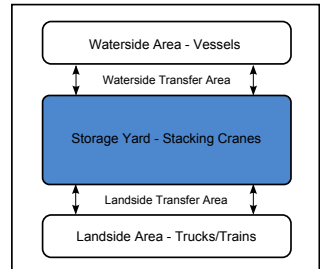 Waterside Area - Vessels
Waterside Transfer Area
Storage Yard - Stacking Cranes
Landside Transfer Area
Landside Area - Trucks/Trains